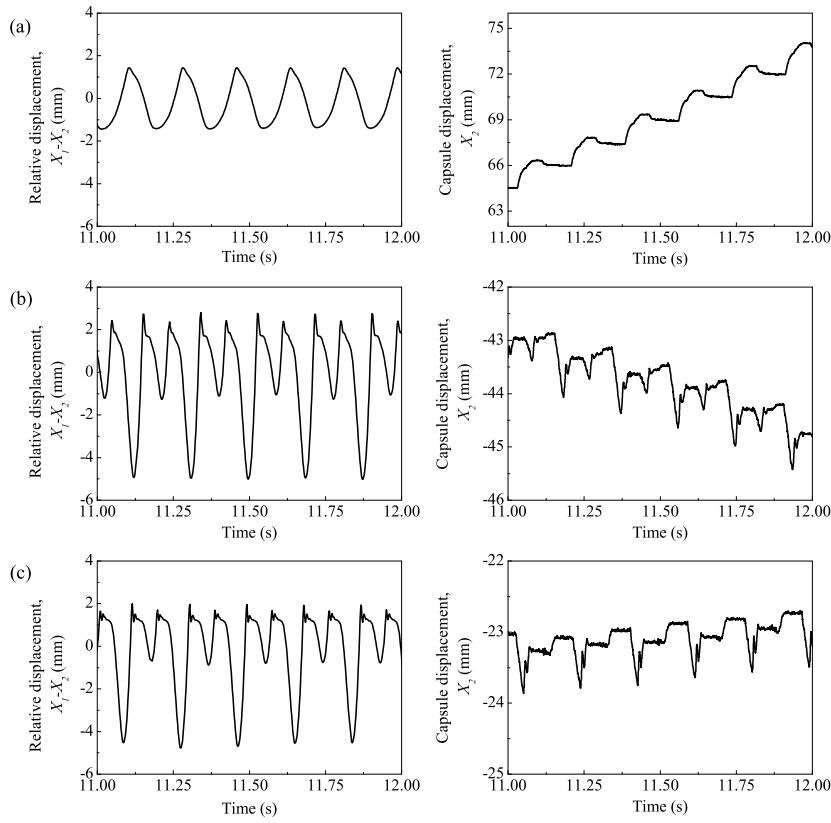 (a)
Relative displacement,
X1-X2 (mm)
4
2
0
-2
-4
-6
11.00 11.25 11.50 11.75 12.00
Time (s)
Capsule displacement,
X2 (mm)
75
72
69
66
63
11.00 11.25 11.50 11.75 12.00
Time (s)
(b)
Relative displacement,
X1-X2 (mm)
4
2
0
-2
-4
-6
11.00 11.25 11.50 11.75 12.00
Time (s)
Capsule displacement,
X2 (mm)
-42
-43
-44
-45
-46
11.00 11.25 11.50 11.75 12.00
Time (s)
(c)
Relative displacement,
X1-X2 (mm)
4
2
0
-2
-4
-6
11.00 11.25 11.50 11.75 12.00
Time (s)
Capsule displacement,
X2 (mm)
-22
-23
-24
-25
11.00 11.25 11.50 11.75 12.00
Time (s)